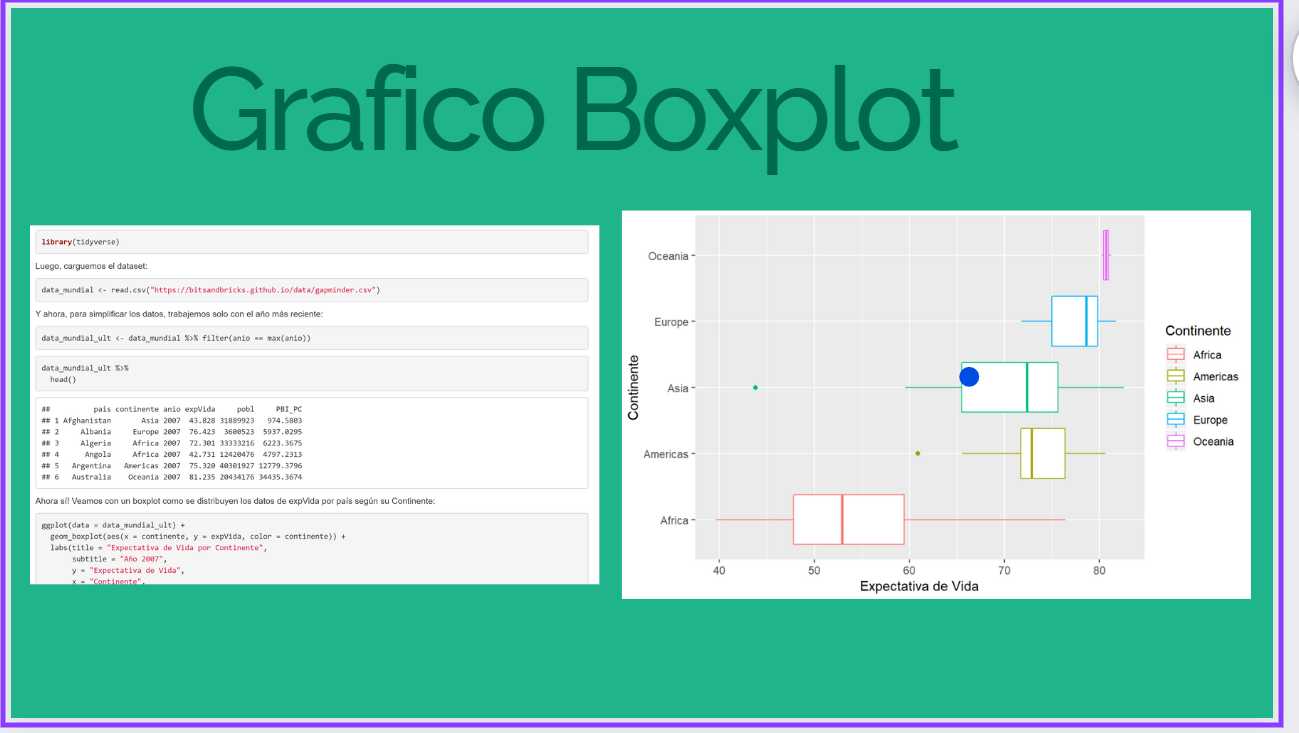 Grafico Boxplot
library(tidyverse)
Luego, carguemos el dataset:
data_mundial <- read.csv("https://bitsandbricks.github.io/data/gapminder.csv")
Y ahora, para simplificar los datos, trabajemos solo con el año más reciente:
data_mundial_ult <- data_mundial %>% filter(anio == max(anio))
data_mundial_ult %>%
head()
## pais continente anio expVida pobl PBI_PC
## 1 Afghanistan Asia 2007 43.828 31889923 974.5803
## 2 Albania Europe 2007 76.423 3600523 5937.0295
## 3 Algeria Africa 2007 72.301 33333216 6223.3675
## 4 Angola Africa 2007 42.731 12420476 4797.2313
## 5 Argentina Americas 2007 75.320 40301927 12779.3796
## 6 Australia Oceania 2007 81.235 20434176 34435.3674
Ahora sí! Veamos con un boxplot como se distribuyen los datos de expVida por país según su Continente:
ggplot(data = data_mundial_ult) +
geom_boxplot(aes(x = continente, y = expVida, color = continente)) +
labs(title = "Expectativa de Vida por Continente",
subtitle = "Año 2007",
y = "Expectativa de Vida",
x = "Continente",
Continente
Oceania
Europe
Asia
Americas
Africa
40 50 60 70 80
Expectativa de Vida
Continente
Africa
Americas
Asia
Europe
Oceania